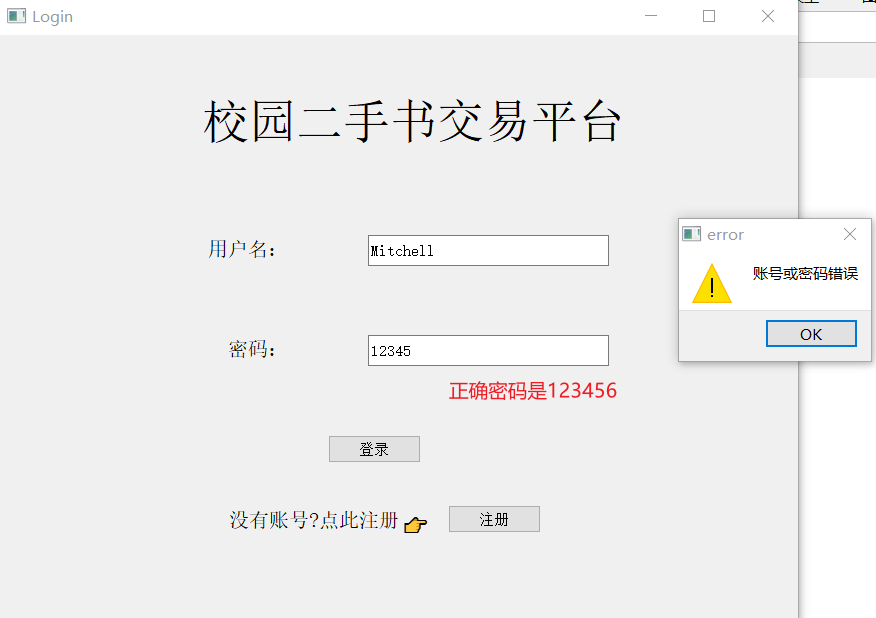 Login
校园二手书交易平台
用户名：
Mitchell
error
账号或密码错误
OK
密码：
12345
正确密码是123456
登录
没有账号?点此注册👉
注册